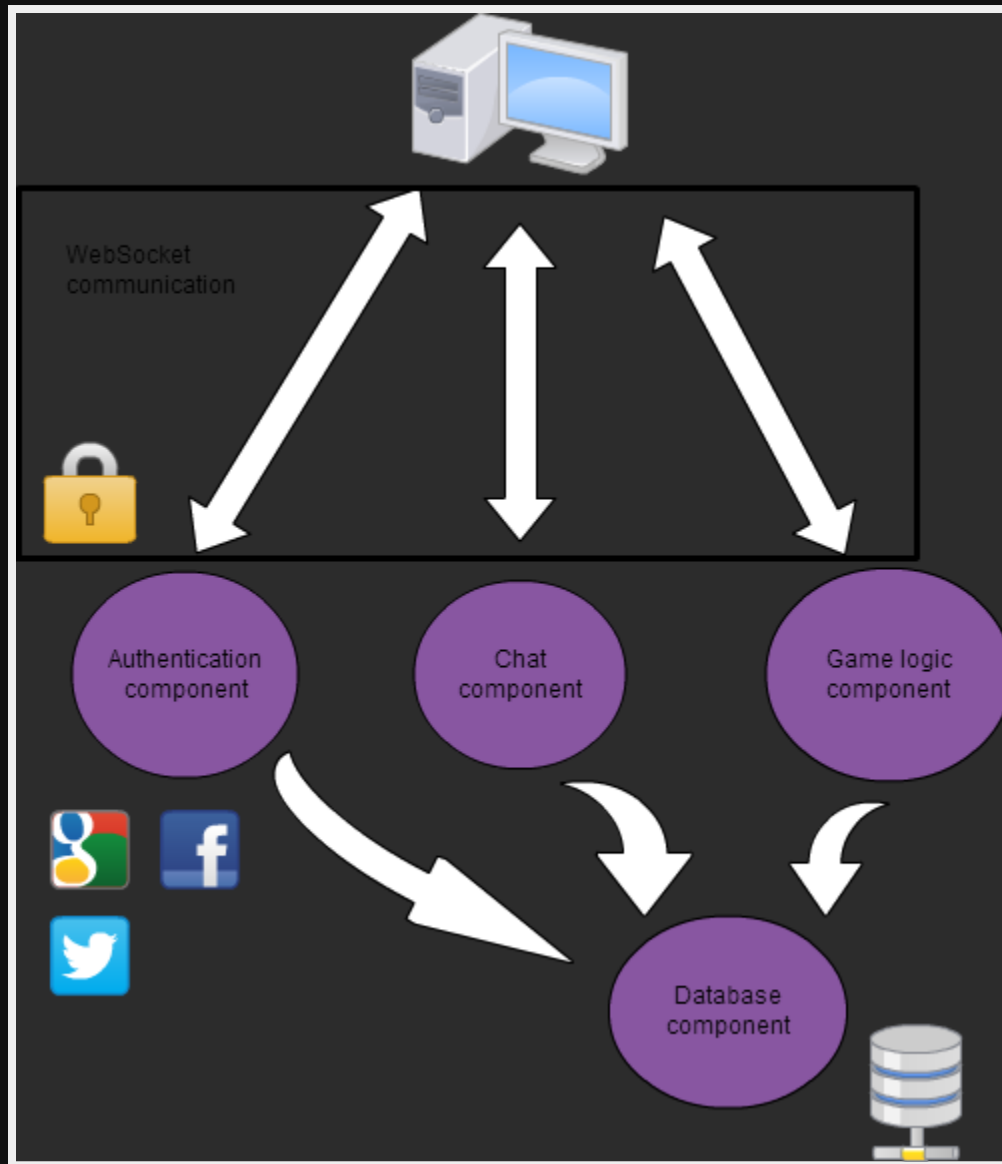 WebSocket
communication
Authentication
component
Chat
component
Game logic
component
Database
component